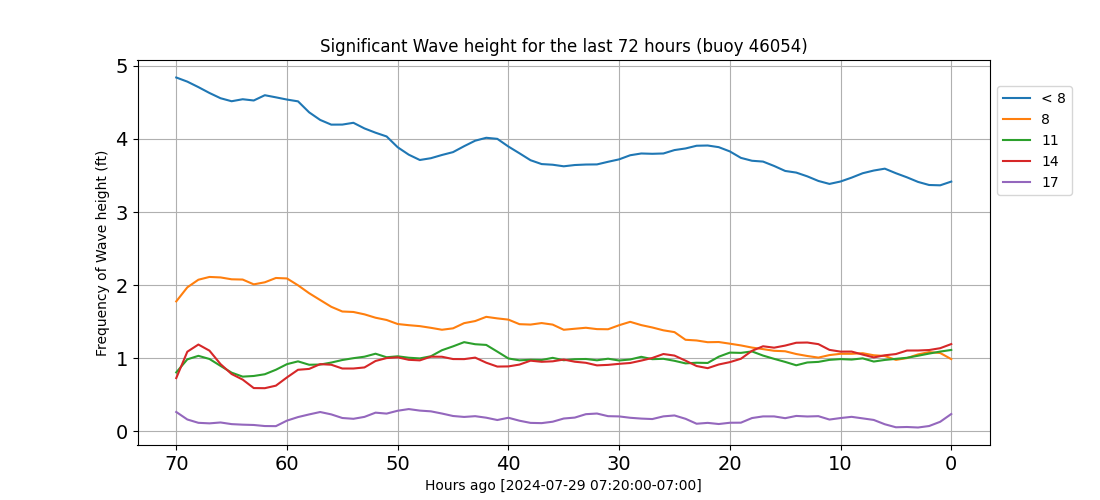 Significant Wave height for the last 72 hours (buoy 46054)
5
4
3
2
1
0
Frequency of Wave height (ft)
70 60 50 40 30 20 10 0
Hours ago [2024-07-29 07:20:00-07:00]
< 8
8
11
14
17